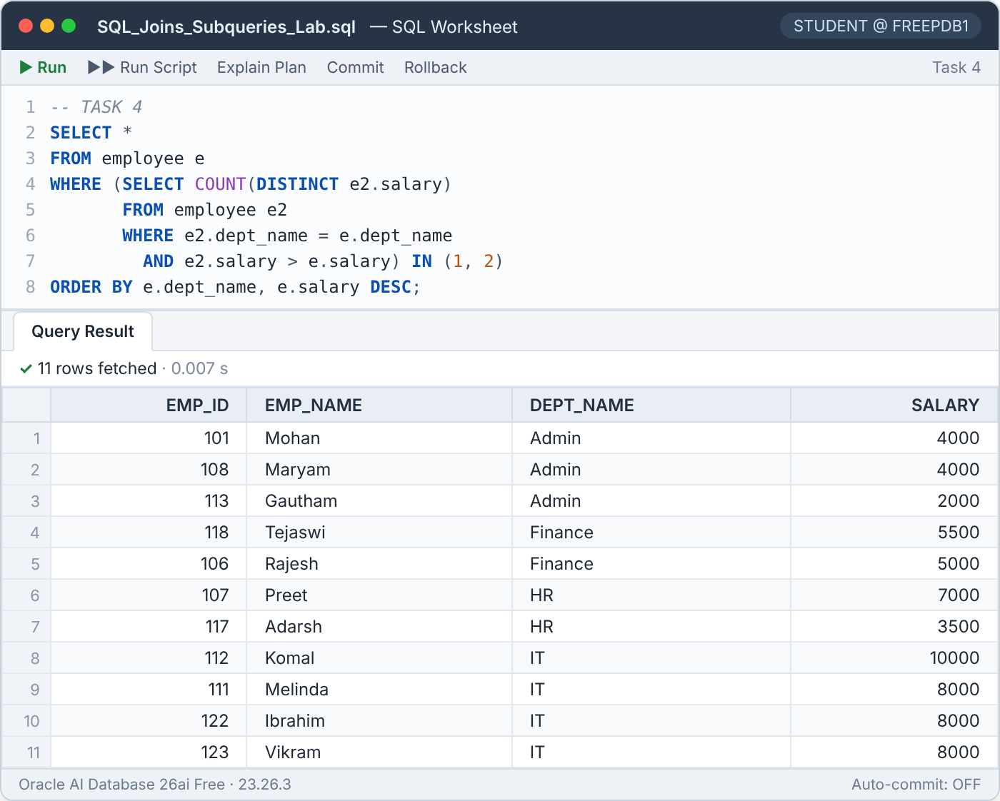 SQL_Joins_Subqueries_Lab.sql — SQL Worksheet STUDENT @ FREEPDB1
Run Run Script Explain Plan Commit Rollback Task 4
1 -- TASK 4
2 SELECT *
3 FROM employee e
4 WHERE (SELECT COUNT(DISTINCT e2.salary)
5 FROM employee e2
6 WHERE e2.dept_name = e.dept_name
7 AND e2.salary > e.salary) IN (1, 2)
8 ORDER BY e.dept_name, e.salary DESC;
Query Result
✓ 11 rows fetched · 0.007 s
EMP_ID EMP_NAME DEPT_NAME SALARY
1 101 Mohan Admin 4000
2 108 Maryam Admin 4000
3 113 Gautham Admin 2000
4 118 Tejaswi Finance 5500
5 106 Rajesh Finance 5000
6 107 Preet HR 7000
7 117 Adarsh HR 3500
8 112 Komal IT 10000
9 111 Melinda IT 8000
10 122 Ibrahim IT 8000
11 123 Vikram IT 8000
Oracle AI Database 26ai Free · 23.26.3 Auto-commit: OFF